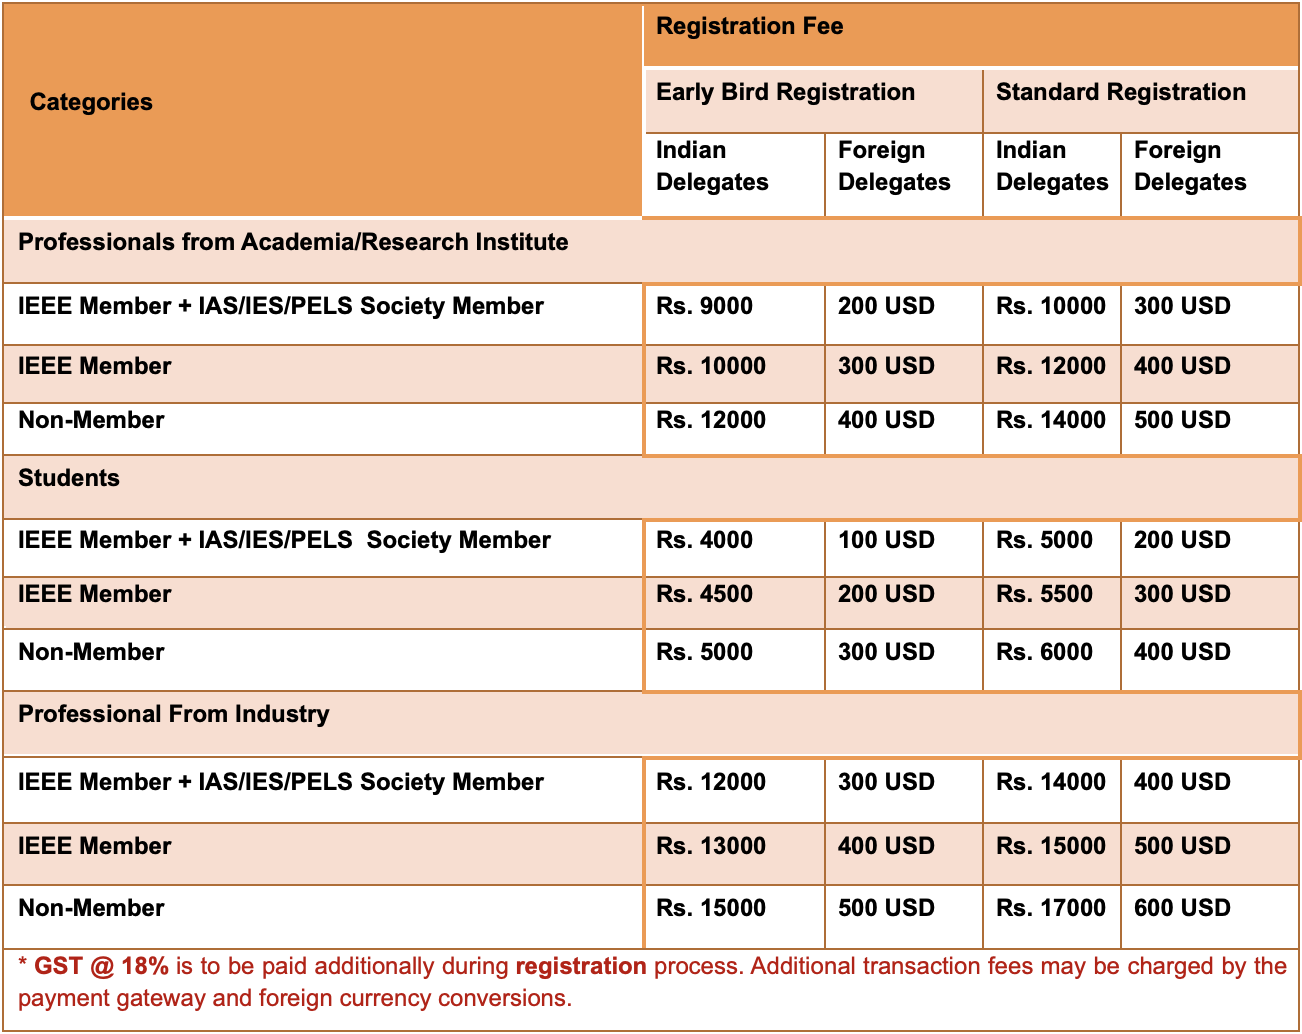 Categories
Registration Fee
Early Bird Registration
Standard Registration
Indian
Delegates
Foreign
Delegates
Indian
Delegates
Foreign
Delegates
Professionals from Academia/Research Institute
IEEE Member + IAS/IES/PELS Society Member Rs. 9000 200 USD Rs. 10000 300 USD
IEEE Member Rs. 10000 300 USD Rs. 12000 400 USD
Non-Member Rs. 12000 400 USD Rs. 14000 500 USD
Students
IEEE Member + IAS/IES/PELS Society Member Rs. 4000 100 USD Rs. 5000 200 USD
IEEE Member Rs. 4500 200 USD Rs. 5500 300 USD
Non-Member Rs. 5000 300 USD Rs. 6000 400 USD
Professional From Industry
IEEE Member + IAS/IES/PELS Society Member Rs. 12000 300 USD Rs. 14000 400 USD
IEEE Member Rs. 13000 400 USD Rs. 15000 500 USD
Non-Member Rs. 15000 500 USD Rs. 17000 600 USD
* GST @ 18% is to be paid additionally during registration process. Additional transaction fees may be charged by the
payment gateway and foreign currency conversions.